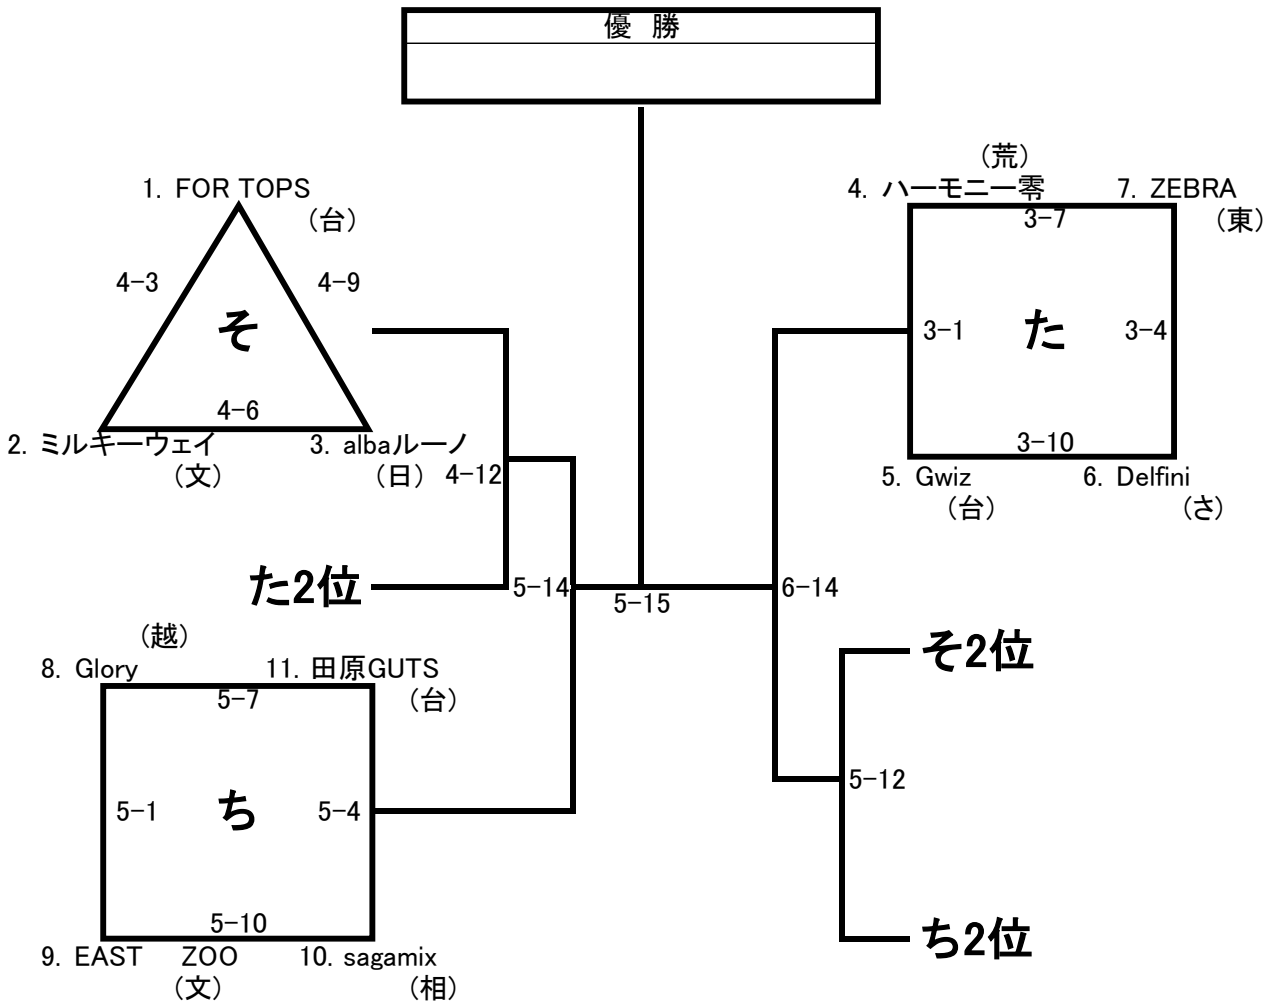 優 勝
(荒)
1. FOR TOPS
(台)
4. ハーモニー零
7. ZEBRA
(東)
3-7
4-3
4-9
そ
3-1
た
3-4
4-6
2. ミルキーウェイ
(文)
3. albaルーノ
(日)
4-12
3-10
5. Gwiz
(台)
6. Delfini
(さ)
た2位
5-14
5-15
6-14
(越)
8. Glory
11. 田原GUTS
(台)
5-7
そ2位
5-1
ち
5-4
5-12
5-10
9. EAST ZOO
(文)
10. sagamix
(相)
ち2位